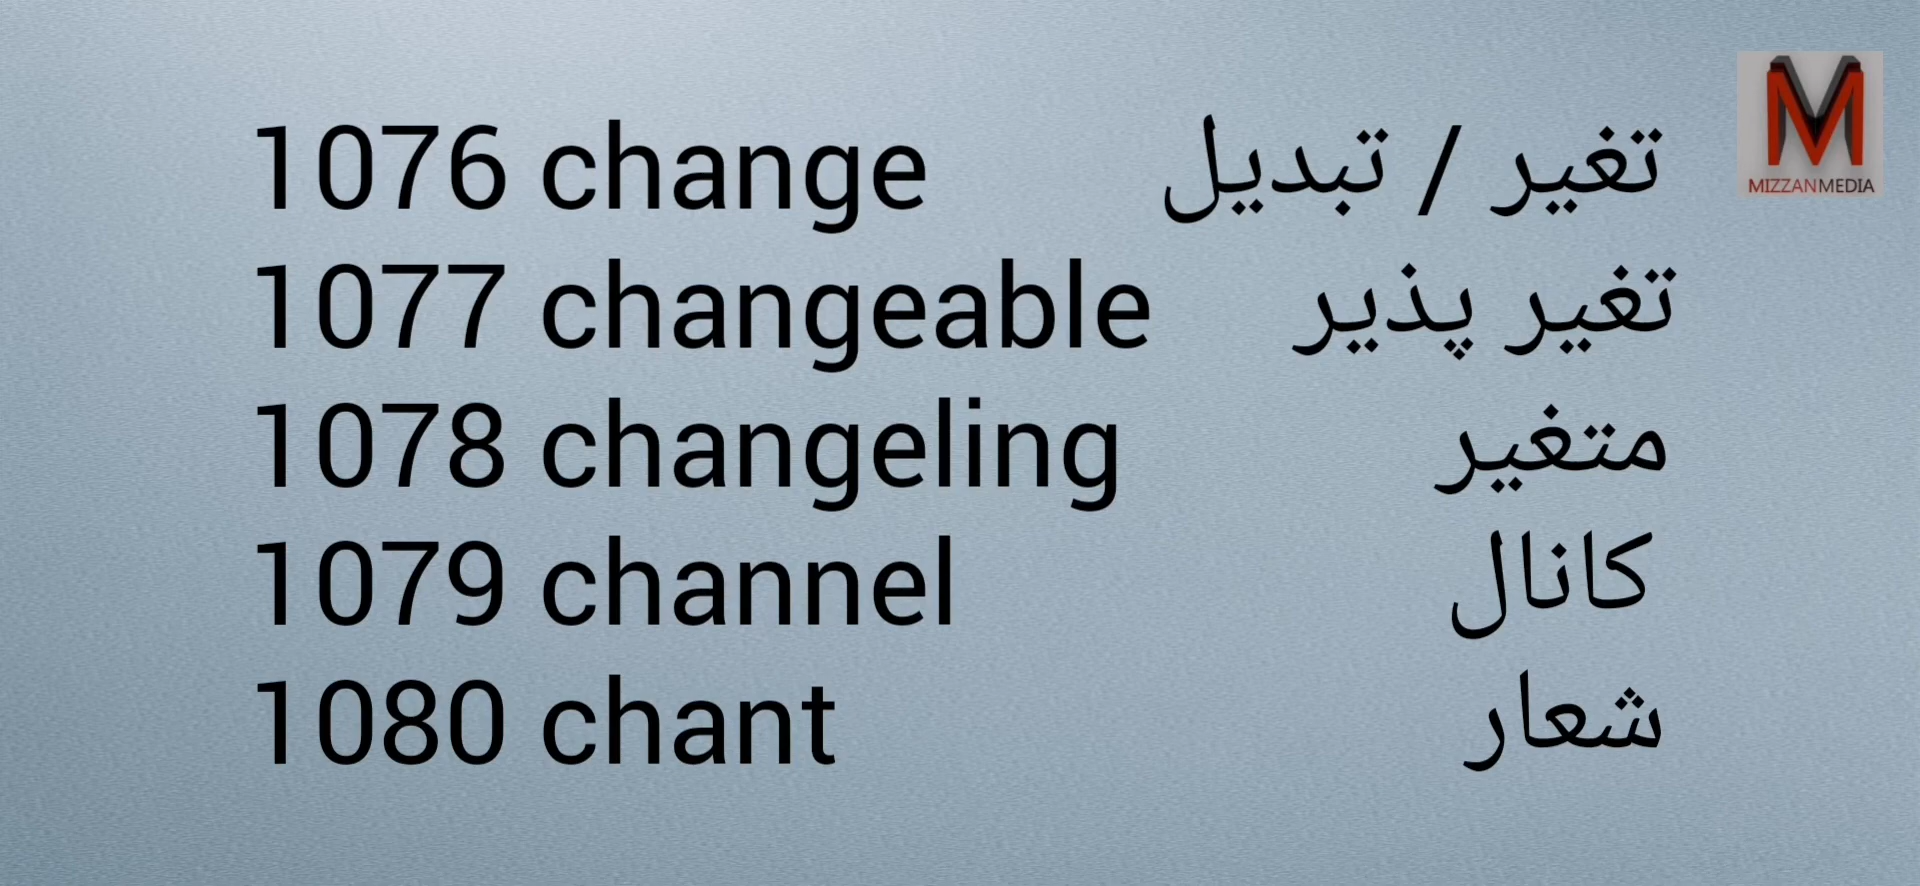 1076 change تغیر / تبدیل
1077 changeable تغیر پذیر
1078 changeling متغیر
1079 channel کانال
1080 chant شعار
MIZZANMEDIA